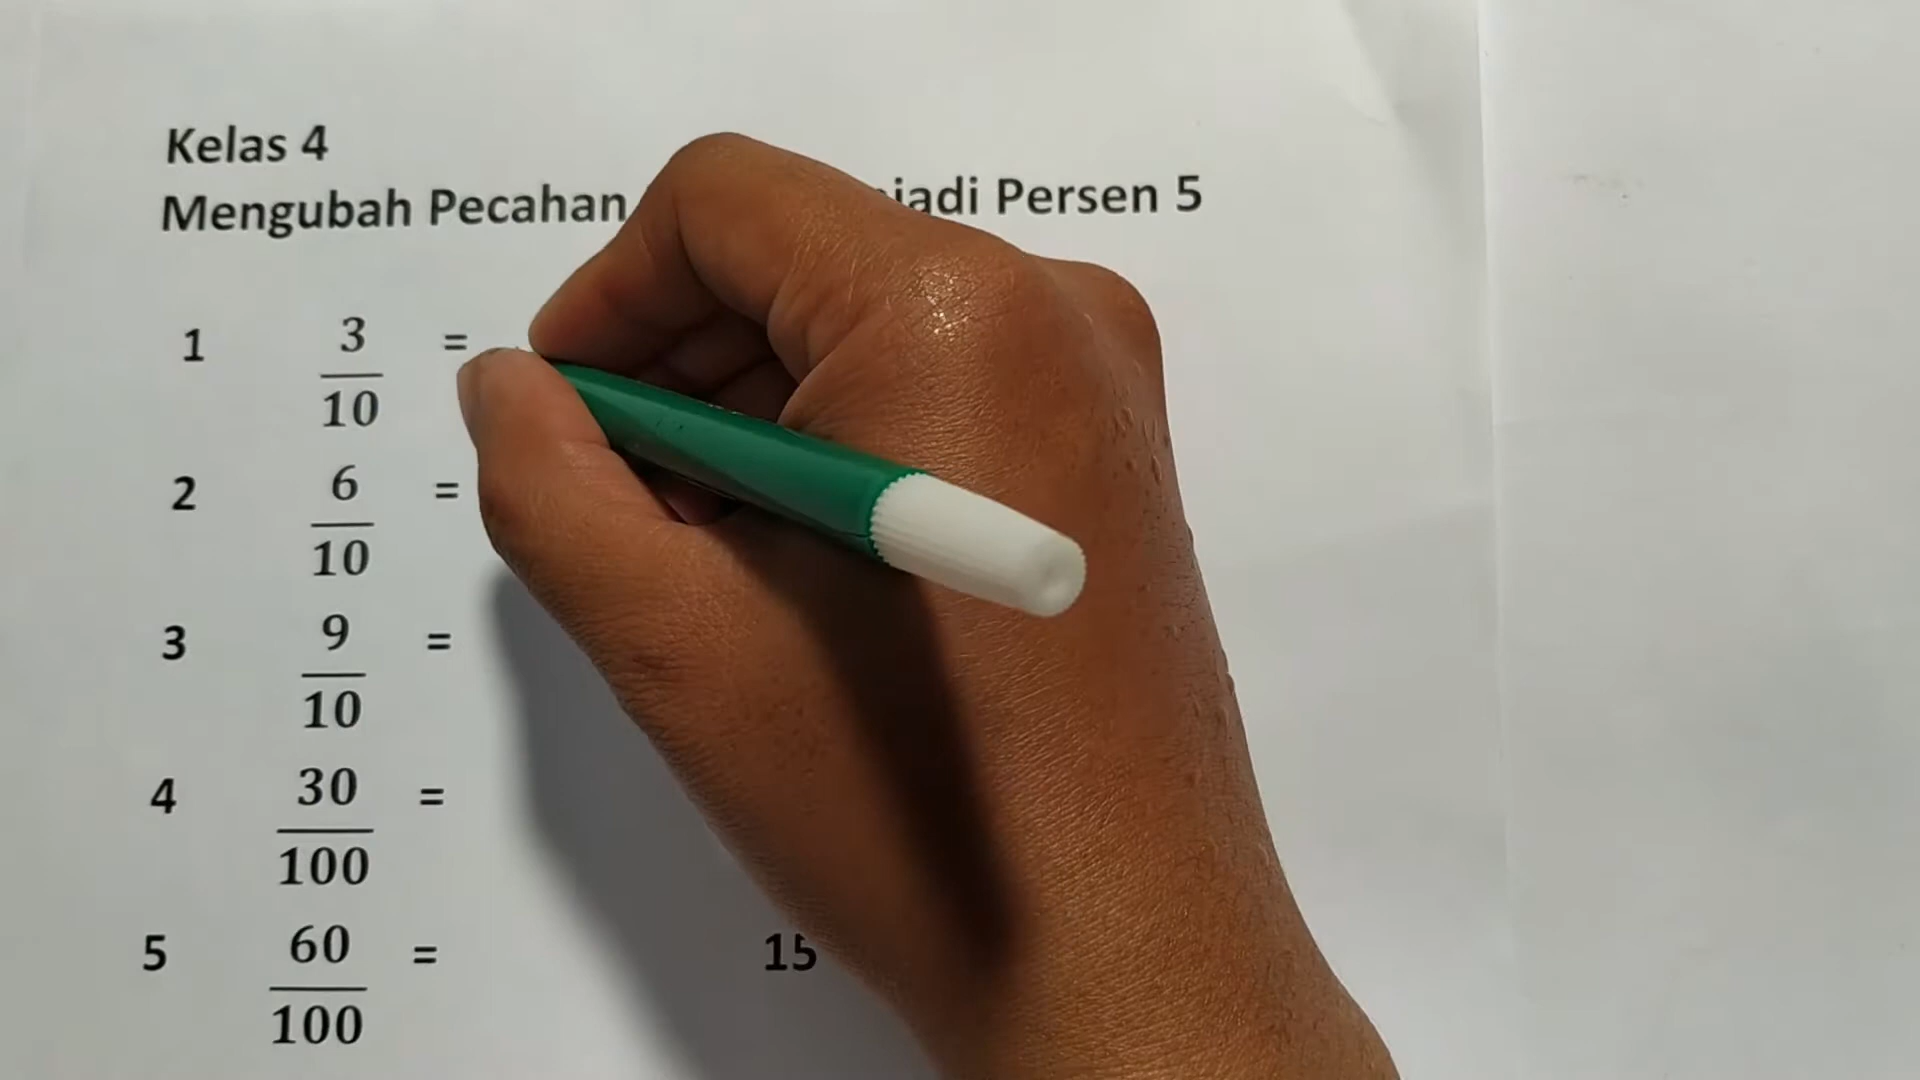 Kelas 4
Mengubah Pecahan Persen 5
1 3/10 =
2 6/10 =
3 9/10 =
4 30/100 =
5 60/100 =
15